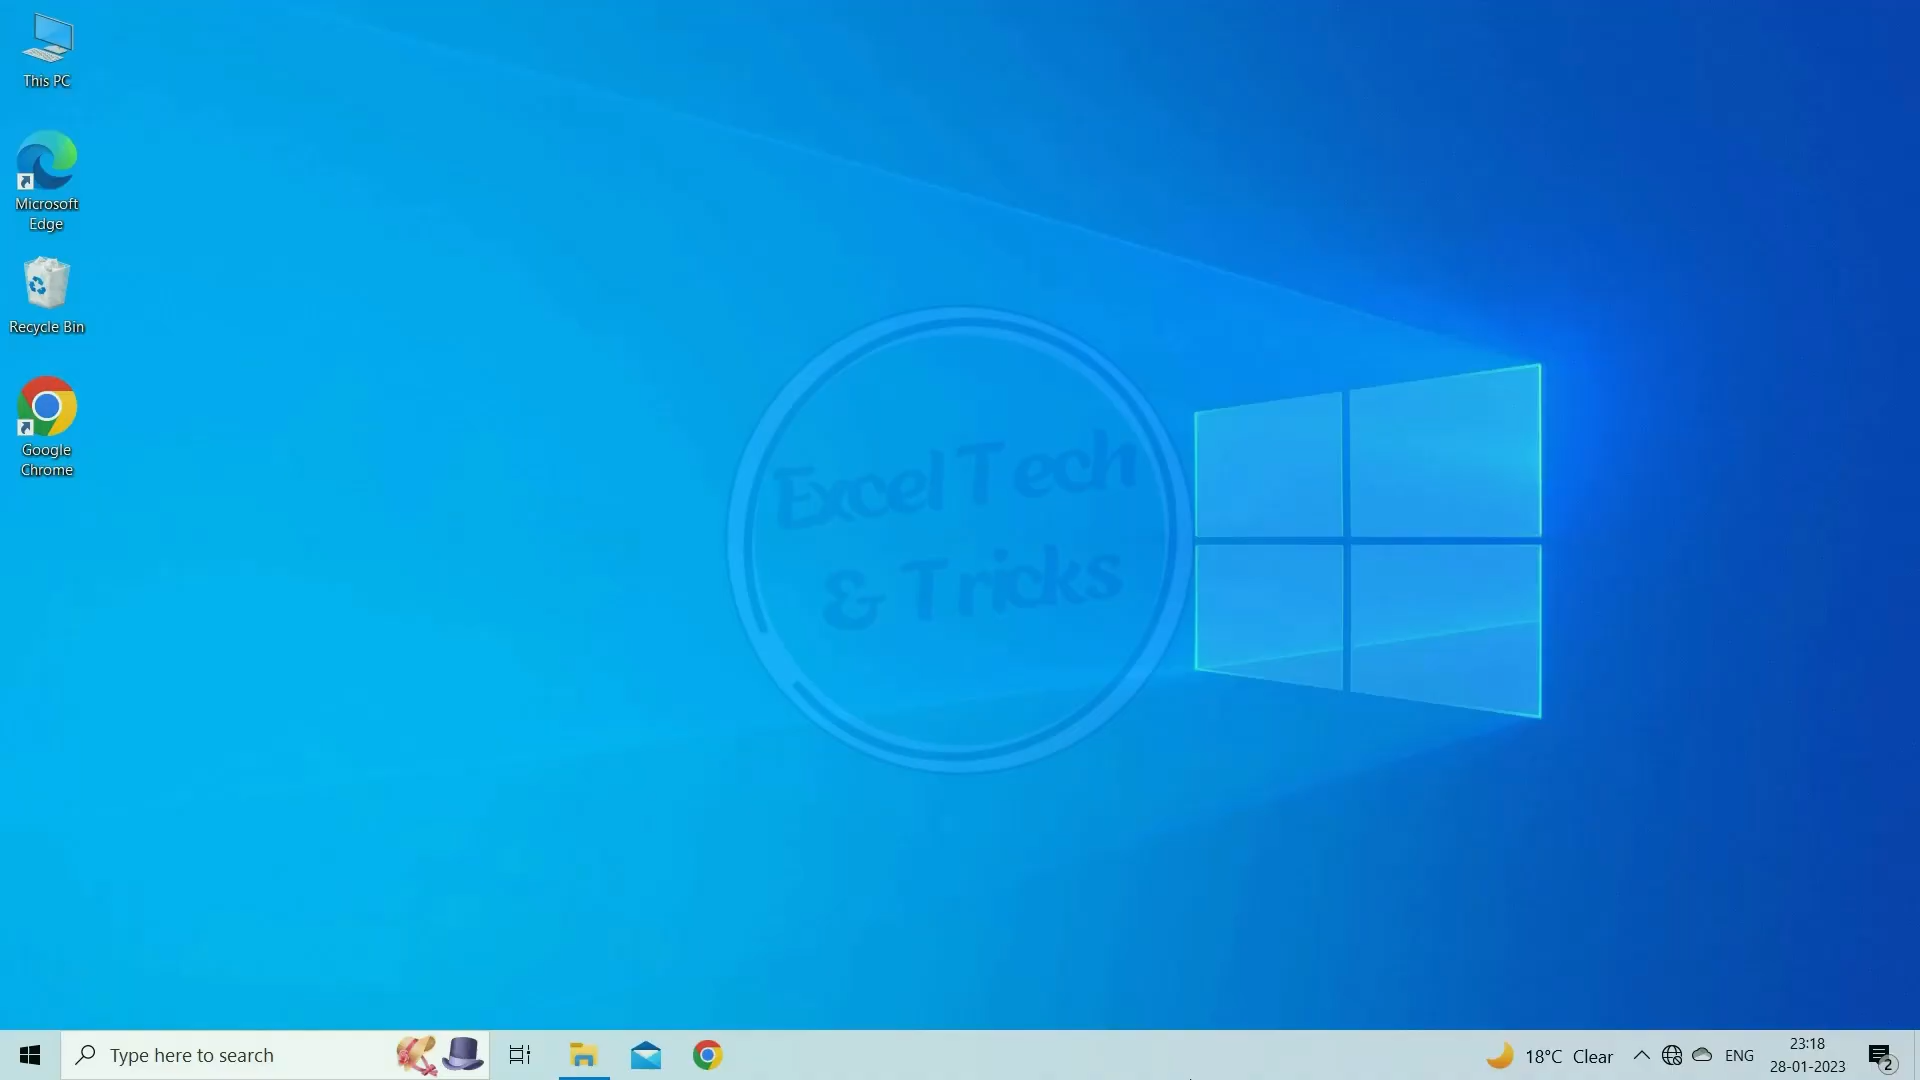 This PC
Microsoft
Edge
Recycle Bin
Google
Chrome
Excel Tech
& Tricks
Type here to search
18°C Clear
ENG
23:18
28-01-2023
2